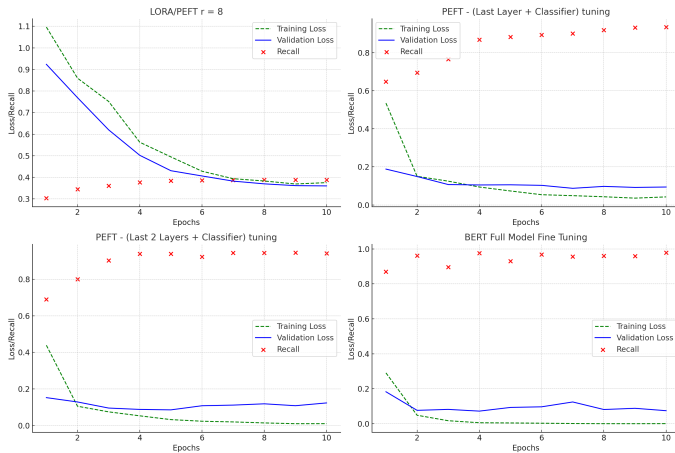 LORA/PEFT r = 8
Loss/Recall
1.1
1.0
0.9
0.8
0.7
0.6
0.5
0.4
0.3
2
4
6
8
10
Epochs
Training Loss
Validation Loss
Recall
PEFT - (Last Layer + Classifier) tuning
Loss/Recall
0.8
0.6
0.4
0.2
0.0
2
4
6
8
10
Epochs
Training Loss
Validation Loss
Recall
PEFT - (Last 2 Layers + Classifier) tuning
Loss/Recall
0.8
0.6
0.4
0.2
0.0
2
4
6
8
10
Epochs
Training Loss
Validation Loss
Recall
BERT Full Model Fine Tuning
Loss/Recall
1.0
0.8
0.6
0.4
0.2
0.0
2
4
6
8
10
Epochs
Training Loss
Validation Loss
Recall